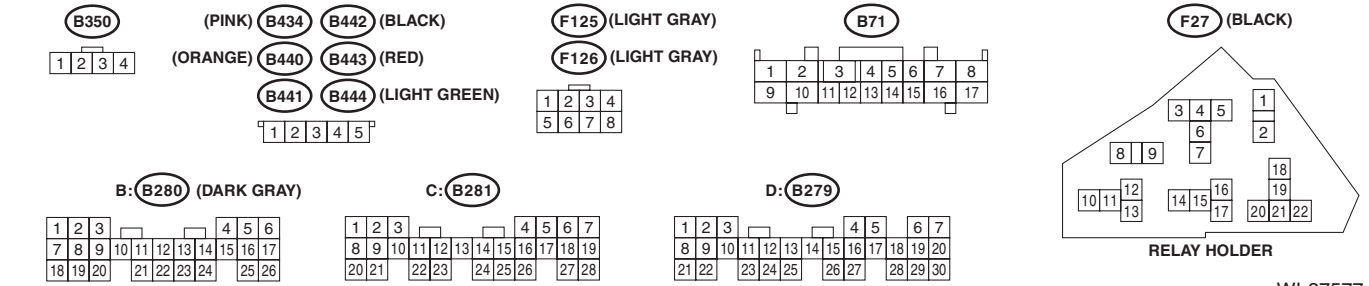 B350
(PINK) B434 B442 (BLACK)
(ORANGE) B440 B443 (RED)
B441 B444 (LIGHT GREEN)
F125 (LIGHT GRAY)
F126 (LIGHT GRAY)
B71
F27 (BLACK)
1 2 3 4
1 2 3 4 5
1 2 3 4
5 6 7 8
1 2 3 4 5 6 7 8
9 10 11 12 13 14 15 16 17
3 4 5
6
7
1
2
8 9
10 11 12
13
14 15 16
17
18
19
20 21 22
RELAY HOLDER
B: B280 (DARK GRAY)
1 2 3 4 5 6
7 8 9 10 11 12 13 14 15 16 17
18 19 20 21 22 23 24 25 26
C: B281
1 2 3 4 5 6 7
8 9 10 11 12 13 14 15 16 17 18 19
20 21 22 23 24 25 26 27 28
D: B279
1 2 3 4 5 6 7
8 9 10 11 12 13 14 15 16 17 18 19 20
21 22 23 24 25 26 27 28 29 30